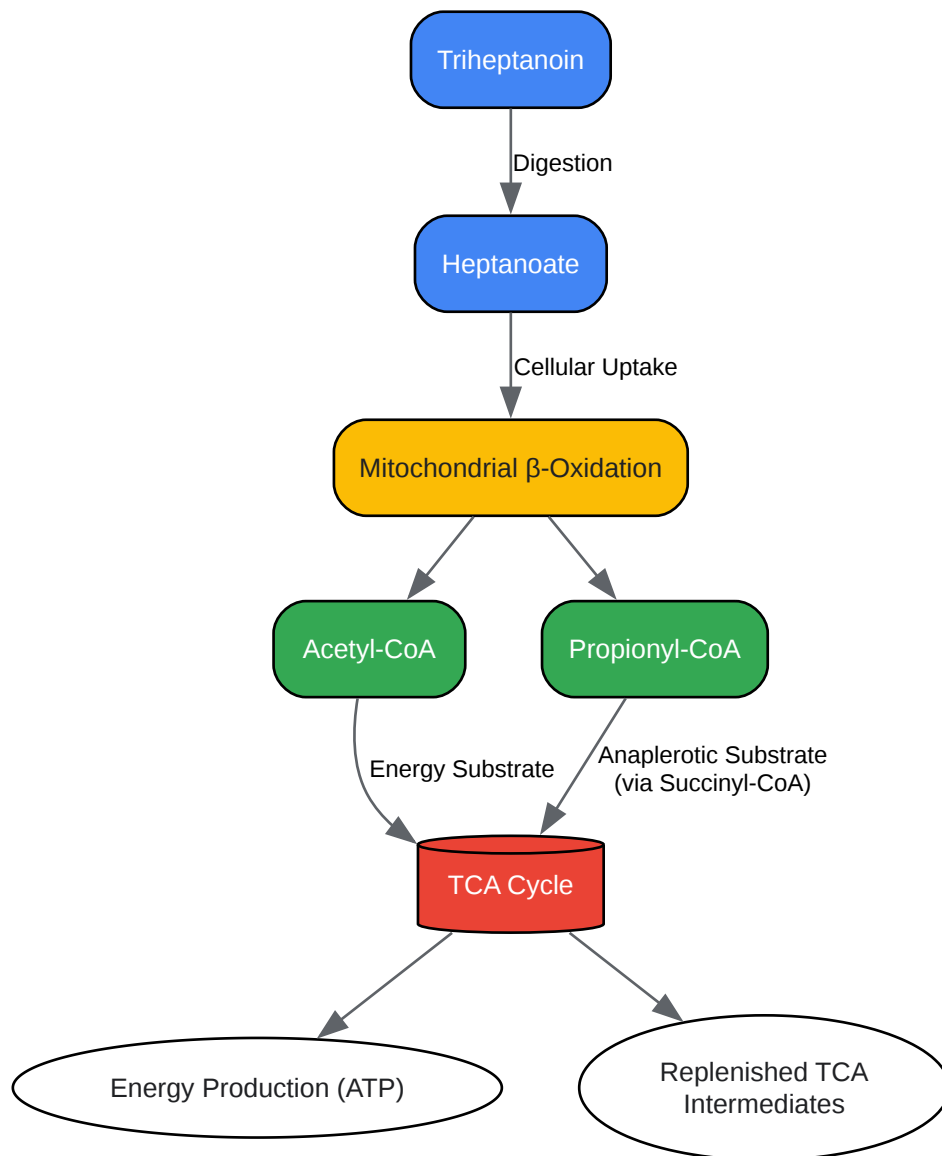 Triheptanoin
Digestion
Heptanoate
Cellular Uptake
Mitochondrial β-Oxidation
Acetyl-CoA
Propionyl-CoA
Energy Substrate
Anaplerotic Substrate
(via Succinyl-CoA)
TCA Cycle
Energy Production (ATP)
Replenished TCA
Intermediates